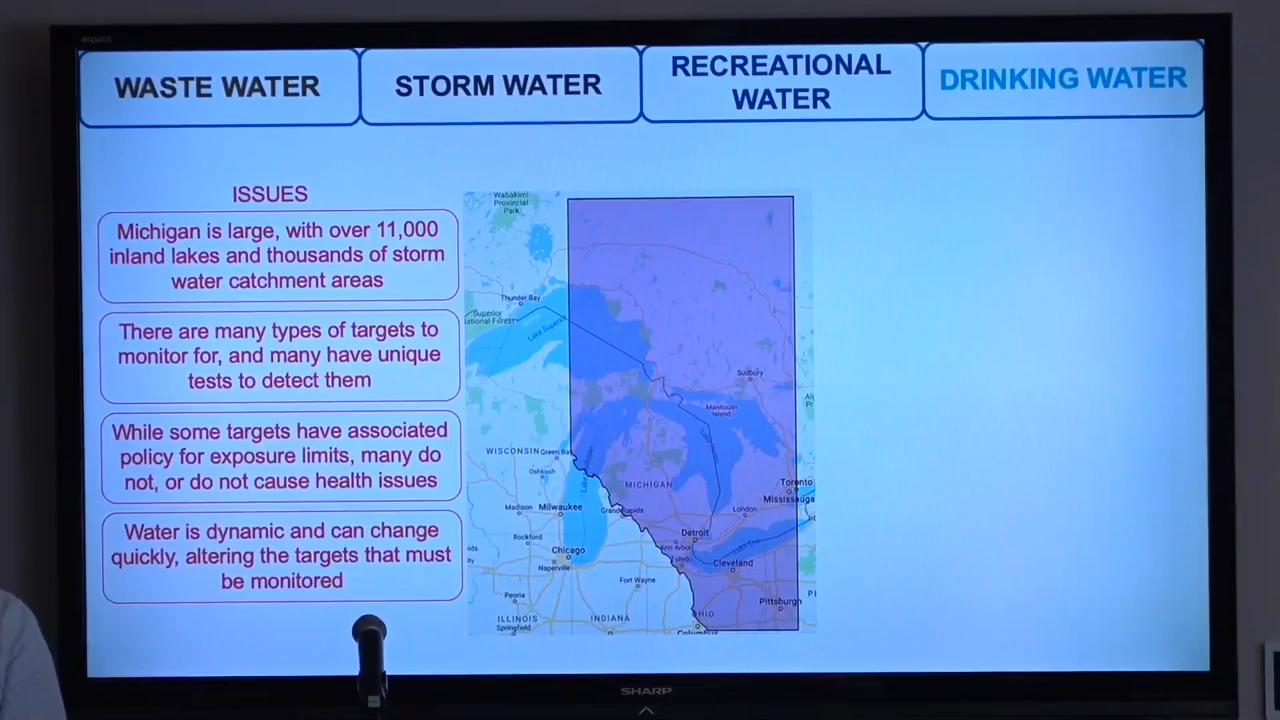 AQUOS
WASTE WATER
STORM WATER
RECREATIONAL
WATER
DRINKING WATER
ISSUES
Michigan is large, with over 11,000
inland lakes and thousands of storm
water catchment areas
There are many types of targets to
monitor for, and many have unique
tests to detect them
While some targets have associated
policy for exposure limits, many do
not, or do not cause health issues
Water is dynamic and can change
quickly, altering the targets that must
be monitored
Wabakimi
Provincial
Park
Thunder Bay
Superior
National Forest
Lake Superior
Sudbury
Manitoulin
Island
WISCONSIN
Green Bay
Oshkosh
MICHIGAN
Toronto
Mississauga
Madison
Milwaukee
Grand Rapids
London
Rockford
Detroit
Ann Arbor
Lake Erie
Chicago
Toledo
Cleveland
Naperville
Fort Wayne
Peoria
Pittsburgh
ILLINOIS
INDIANA
OHIO
Springfield
Columbus
SHARP